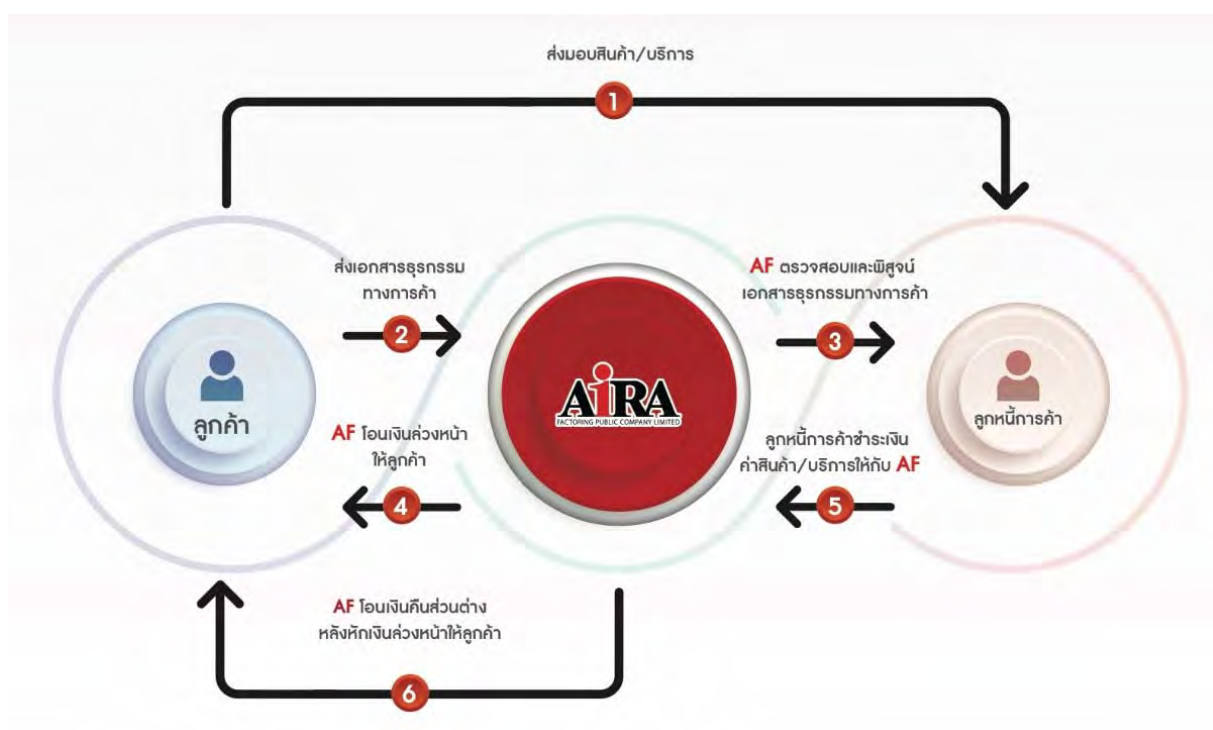 ส่งมอบสินค้า/บริการ
1
ส่งเอกสารธุรกรรม
ทางการค้า
2
AF ตรวจสอบและพิสูจน์
เอกสารธุรกรรมทางการค้า
3
ลูกค้า
AiRA
FACTORING PUBLIC COMPANY LIMITED
ลูกหนี้การค้า
AF โอนเงินล่วงหน้า
ให้ลูกค้า
4
ลูกหนี้การค้าชำระเงิน
ค่าสินค้า/บริการให้กับ AF
5
AF โอนเงินคืนส่วนต่าง
หลังหักเงินล่วงหน้าให้ลูกค้า
6